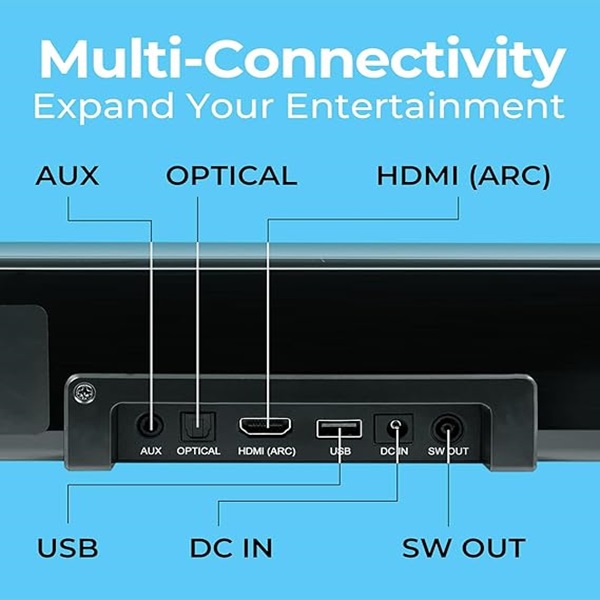 Multi-Connectivity
Expand Your Entertainment
AUX OPTICAL HDMI (ARC)
AUX OPTICAL HDMI (ARC) USB DC IN SW OUT
USB DC IN SW OUT